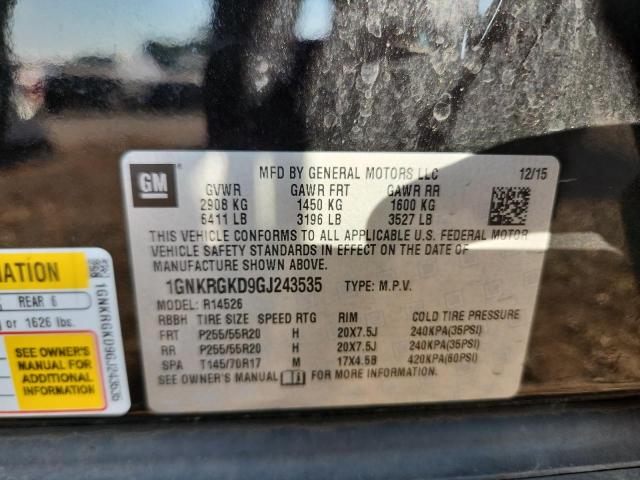 GM
MFD BY GENERAL MOTORS LLC 12/15
GVWR GAWR FRT GAWR RR
2908 KG 1450 KG 1600 KG
6411 LB 3196 LB 3527 LB
THIS VEHICLE CONFORMS TO ALL APPLICABLE U.S. FEDERAL MOTOR
VEHICLE SAFETY STANDARDS IN EFFECT ON THE DATE OF
MANUFACTURE SHOWN ABOVE.
1GNKRGKD9GJ243535 TYPE: M.P.V.
MODEL: R14526
RBBH TIRE SIZE SPEED RTG RIM COLD TIRE PRESSURE
FRT P255/55R20 H 20X7.5J 240KPA(35PSI)
RR P255/55R20 H 20X7.5J 240KPA(35PSI)
SPA T145/70R17 M 17X4.5B 420KPA(60PSI)
SEE OWNER'S MANUAL FOR MORE INFORMATION
REAR 6
or 1626 lbs.
SEE OWNER'S
MANUAL FOR
ADDITIONAL
INFORMATION
1GNKRGKD9GJ243535